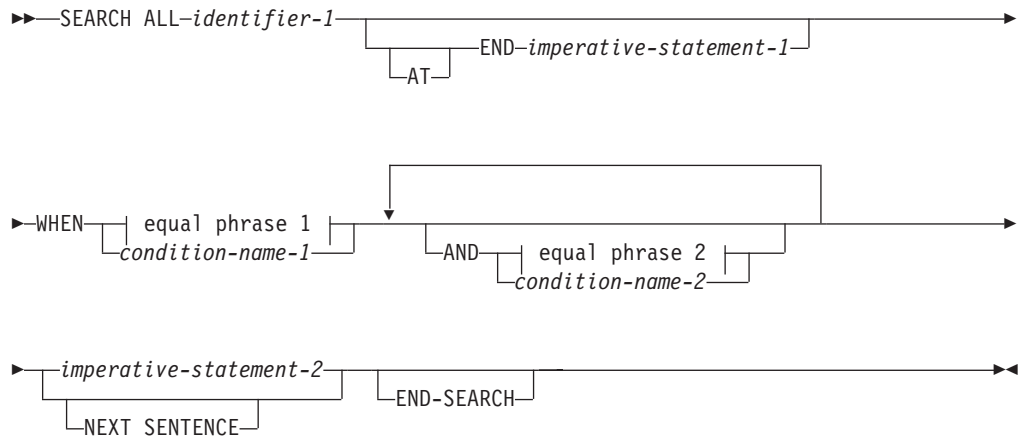 SEARCH ALL identifier-1
END imperative-statement-1
AT
WHEN equal phrase 1 AND equal phrase 2
condition-name-1 condition-name-2
imperative-statement-2 END-SEARCH
NEXT SENTENCE